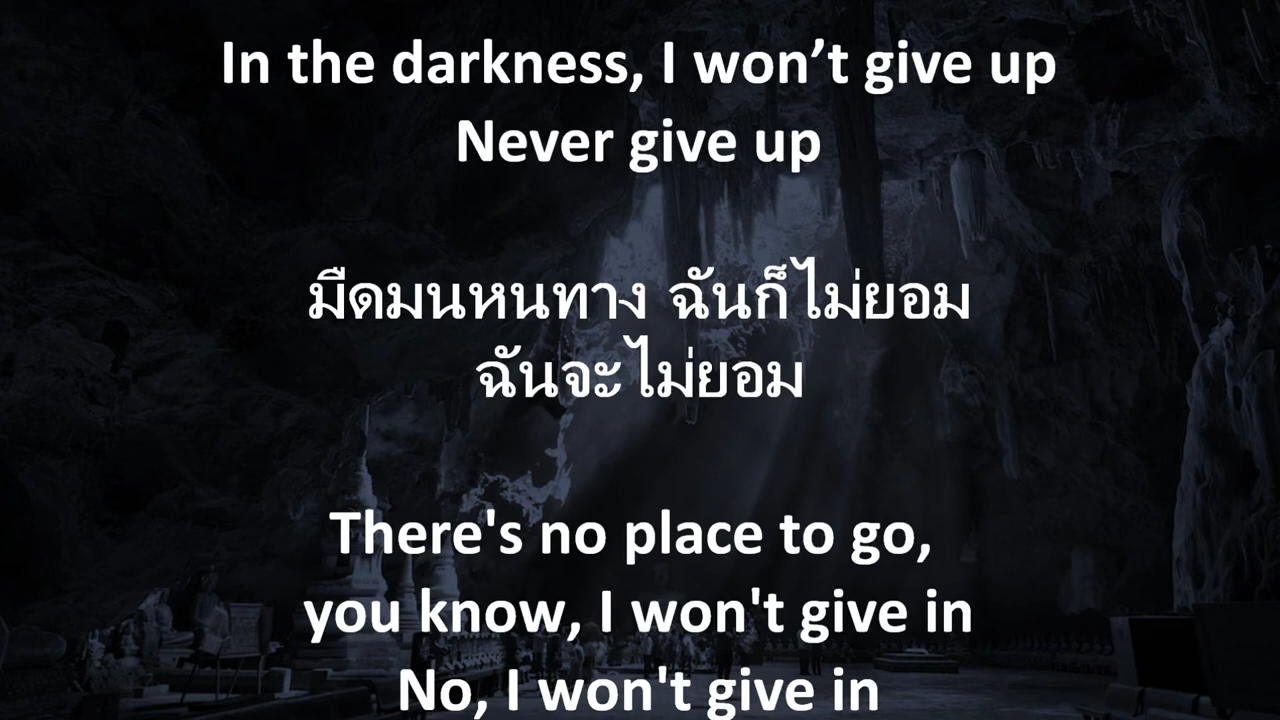 In the darkness, I won’t give up
Never give up
มืดมนหนทาง ฉันก็ไม่ยอม
ฉันจะไม่ยอม
There's no place to go,
you know, I won't give in
No, I won't give in